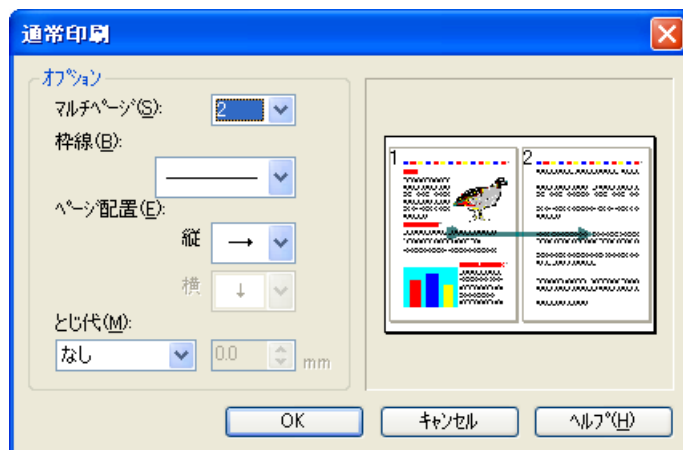 通常印刷
オプション
マルチページ(S): 2
枠線(B):
ページ配置(E):
縦
横
とじ代(M):
なし 0.0 mm
1 2
OK キャンセル ヘルプ(H)